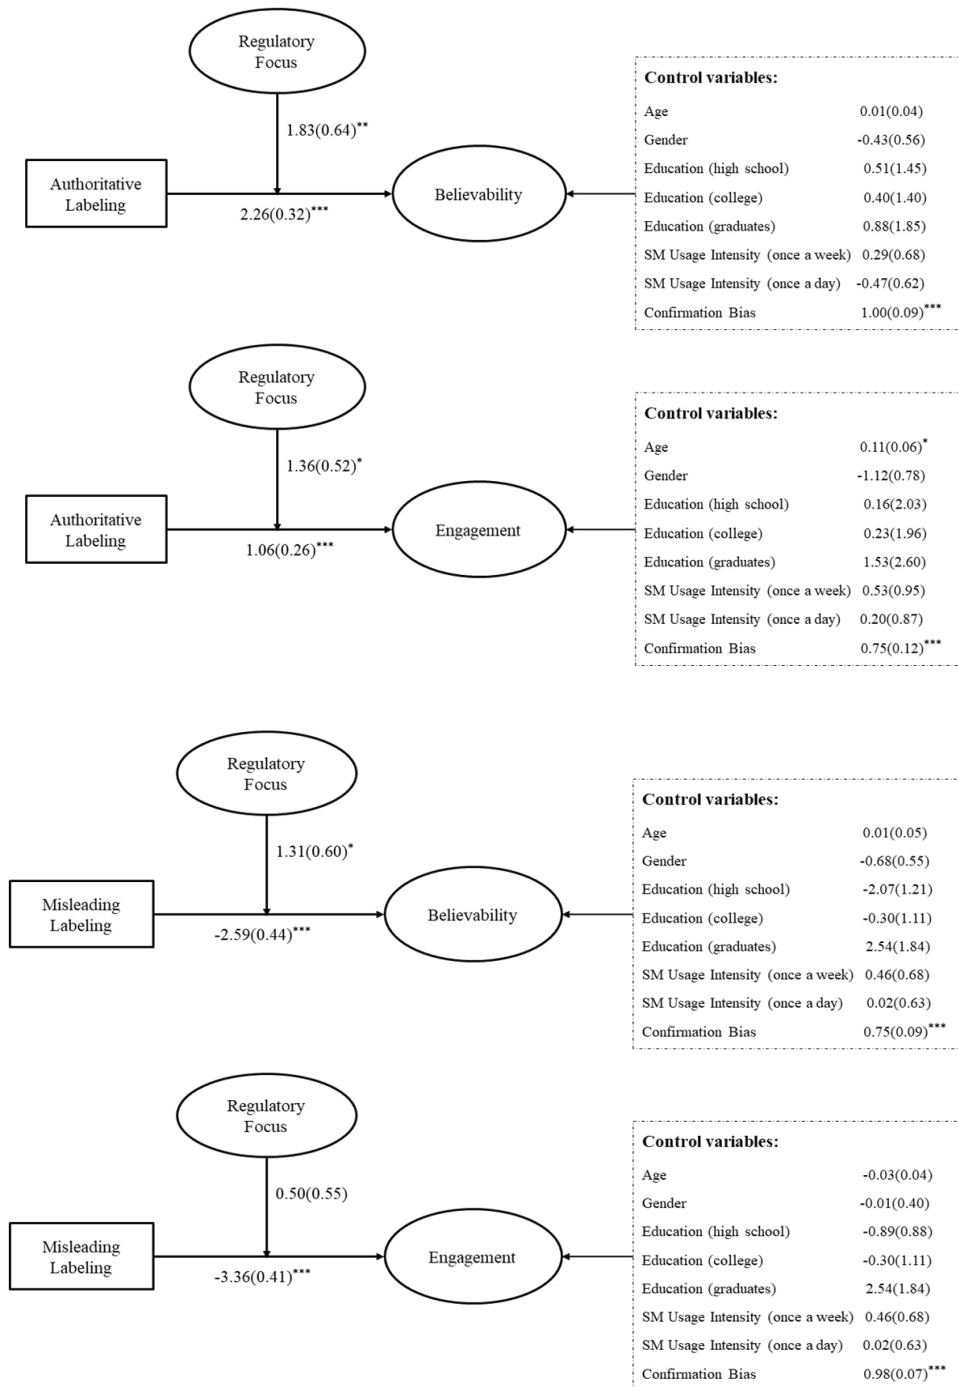 Regulatory
Focus
1.83(0.64)**
Authoritative
Labeling
2.26(0.32)***
Believability
Control variables:
Age 0.01(0.04)
Gender -0.43(0.56)
Education (high school) 0.51(1.45)
Education (college) 0.40(1.40)
Education (graduates) 0.88(1.85)
SM Usage Intensity (once a week) 0.29(0.68)
SM Usage Intensity (once a day) -0.47(0.62)
Confirmation Bias 1.00(0.09)***
Regulatory
Focus
1.36(0.52)*
Authoritative
Labeling
1.06(0.26)***
Engagement
Control variables:
Age 0.11(0.06)*
Gender -1.12(0.78)
Education (high school) 0.16(2.03)
Education (college) 0.23(1.96)
Education (graduates) 1.53(2.60)
SM Usage Intensity (once a week) 0.53(0.95)
SM Usage Intensity (once a day) 0.20(0.87)
Confirmation Bias 0.75(0.12)***
Regulatory
Focus
1.31(0.60)*
Misleading
Labeling
-2.59(0.44)***
Believability
Control variables:
Age 0.01(0.05)
Gender -0.68(0.55)
Education (high school) -2.07(1.21)
Education (college) -0.30(1.11)
Education (graduates) 2.54(1.84)
SM Usage Intensity (once a week) 0.46(0.68)
SM Usage Intensity (once a day) 0.02(0.63)
Confirmation Bias 0.75(0.09)***
Regulatory
Focus
0.50(0.55)
Misleading
Labeling
-3.36(0.41)***
Engagement
Control variables:
Age -0.03(0.04)
Gender -0.01(0.40)
Education (high school) -0.89(0.88)
Education (college) -0.30(1.11)
Education (graduates) 2.54(1.84)
SM Usage Intensity (once a week) 0.46(0.68)
SM Usage Intensity (once a day) 0.02(0.63)
Confirmation Bias 0.98(0.07)***